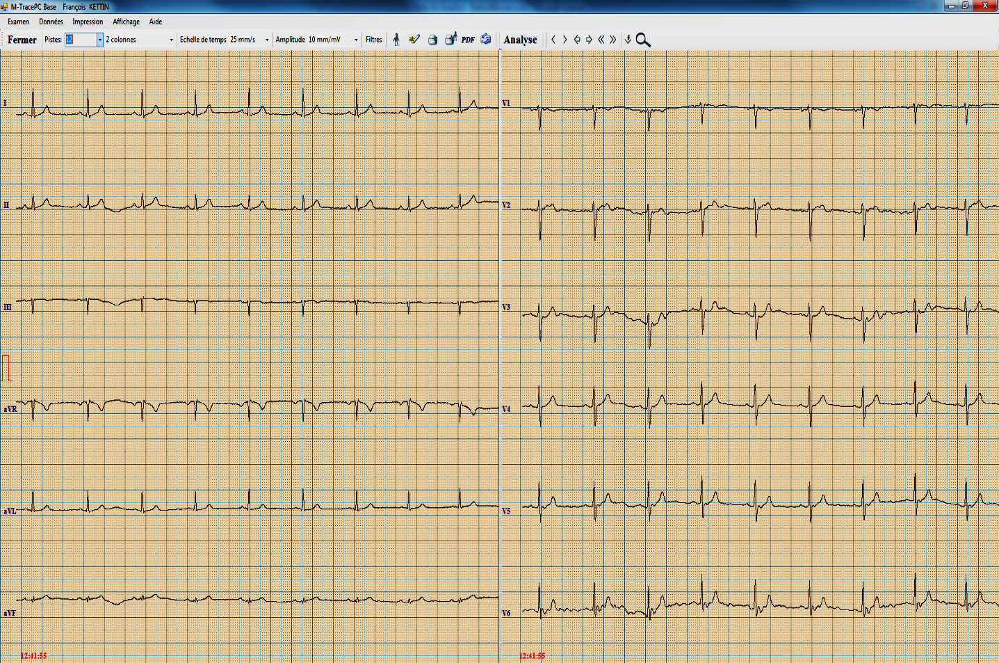 M-TracePC Base François KETTIN
Examen Données Impression Affichage Aide
Fermer Pistes: 12 2 colonnes Echelle de temps 25 mm/s Amplitude 10 mm/mV Filtres ab PDF Analyse
I
II
III
aVR
aVL
aVF
12:41:55
V1
V2
V3
V4
V5
V6
12:41:55